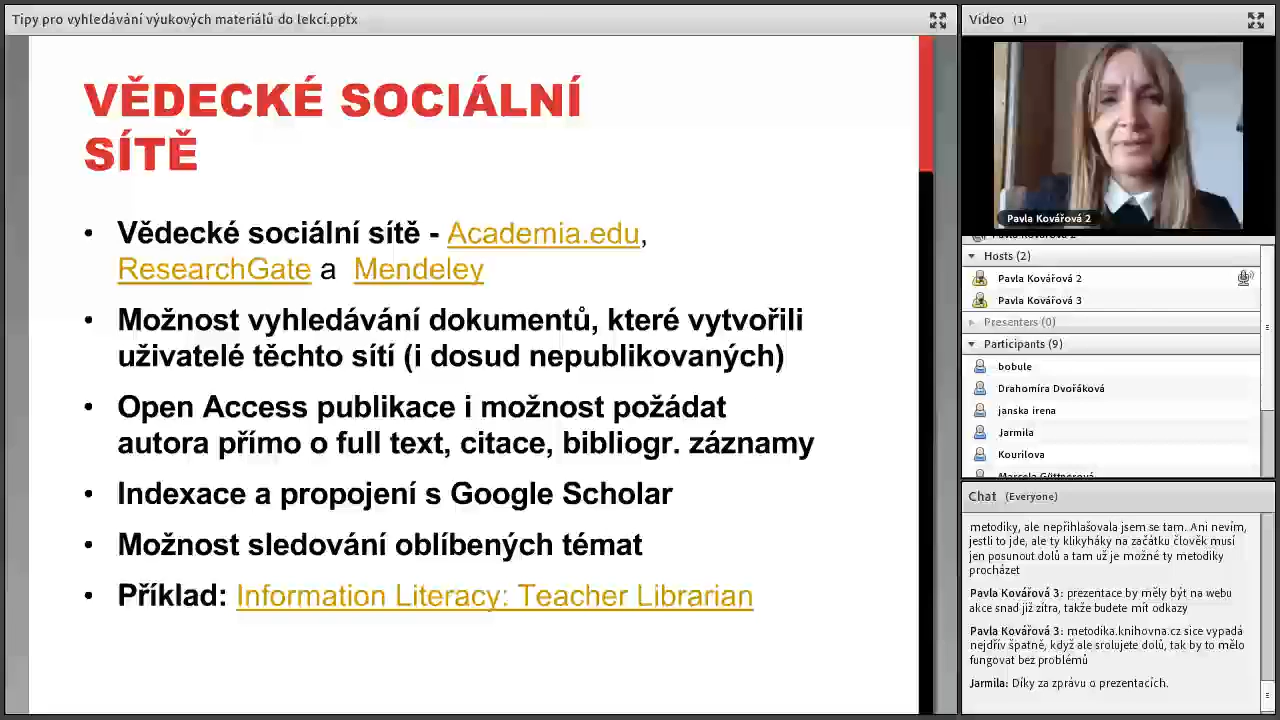 Tipy pro vyhledávání výukových materiálů do lekcí.pptx
VĚDECKÉ SOCIÁLNÍ
SÍTĚ
• Vědecké sociální sítě - Academia.edu,
ResearchGate a Mendeley
• Možnost vyhledávání dokumentů, které vytvořili
uživatelé těchto sítí (i dosud nepublikovaných)
• Open Access publikace i možnost požádat
autora přímo o full text, citace, bibliogr. záznamy
• Indexace a propojení s Google Scholar
• Možnost sledování oblíbených témat
• Příklad: Information Literacy: Teacher Librarian
Video (1)
Pavla Kovářová 2
Pavla Kovářová 2
Hosts (2)
Pavla Kovářová 2
Pavla Kovářová 3
Presenters (0)
Participants (9)
bobule
Drahomíra Dvořáková
janska irena
Jarmila
Kourilova
Chat (Everyone)
metodiky, ale nepřihlašovala jsem se tam. Ani nevím,
jestli to jde, ale ty klikyháky na začátku člověk musí
jen posunout dolů a tam už je možné ty metodiky
procházet
Pavla Kovářová 3: prezentace by měly být na webu
akce snad již zítra, takže budete mít odkazy
Pavla Kovářová 3: metodika.knihovna.cz sice vypadá
nejdřív špatně, když ale srolujete dolů, tak by to mělo
fungovat bez problémů
Jarmila: Díky za zprávu o prezentacích.